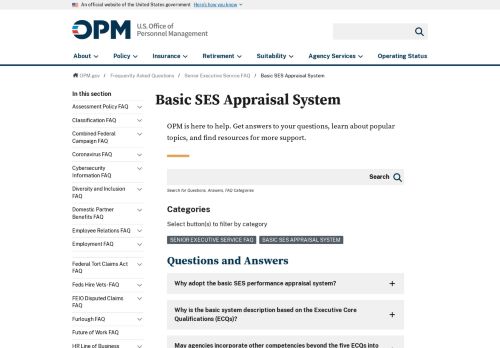 An official website of the United States government Here's how you know
OPM U.S. Office of
Personnel Management
About Policy Insurance Retirement Suitability Agency Services Operating Status
OPM.gov / Frequently Asked Questions / Senior Executive Service FAQ / Basic SES Appraisal System
In this section
Assessment Policy FAQ
Classification FAQ
Combined Federal
Campaign FAQ
Coronavirus FAQ
Cybersecurity
Information FAQ
Diversity and Inclusion
FAQ
Domestic Partner
Benefits FAQ
Employee Relations FAQ
Employment FAQ
Federal Tort Claims Act
FAQ
Feds Hire Vets- FAQ
FEIO Disputed Claims
FAQ
Furlough FAQ
Future of Work FAQ
HR Line of Business
Basic SES Appraisal System
OPM is here to help. Get answers to your questions, learn about popular
topics, and find resources for more support.
Search
Search for Questions, Answers, FAQ Categories
Categories
Select button(s) to filter by category
SENIOR EXECUTIVE SERVICE FAQ BASIC SES APPRAISAL SYSTEM
Questions and Answers
Why adopt the basic SES performance appraisal system?
Why is the basic system description based on the Executive Core
Qualifications (ECQs)?
May agencies incorporate other competencies beyond the five ECQs into